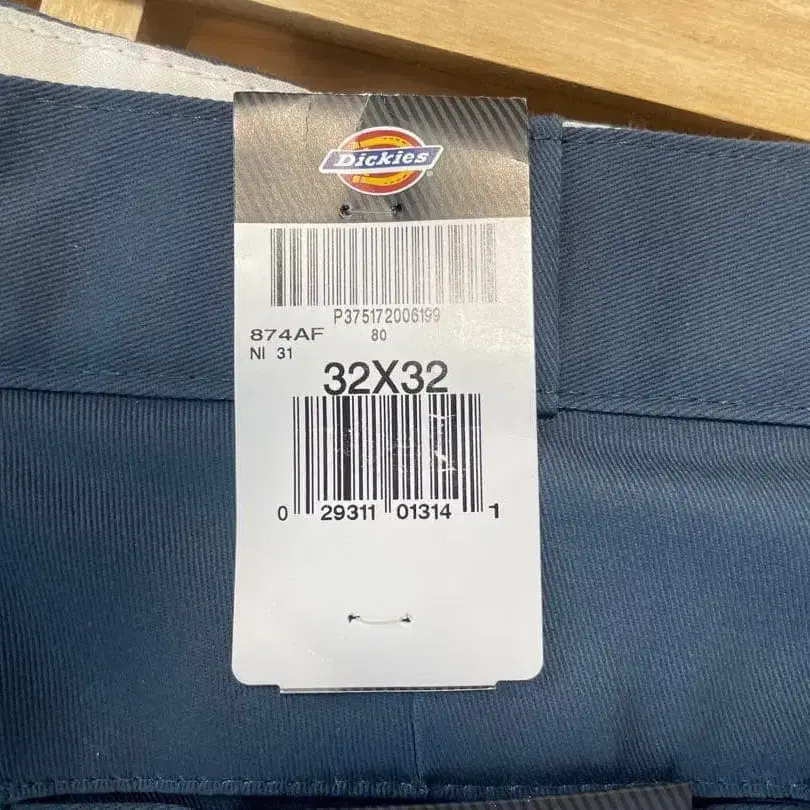 Dickies
P375172006199
874AF 80
NI 31
32X32
0 29311 01314 1